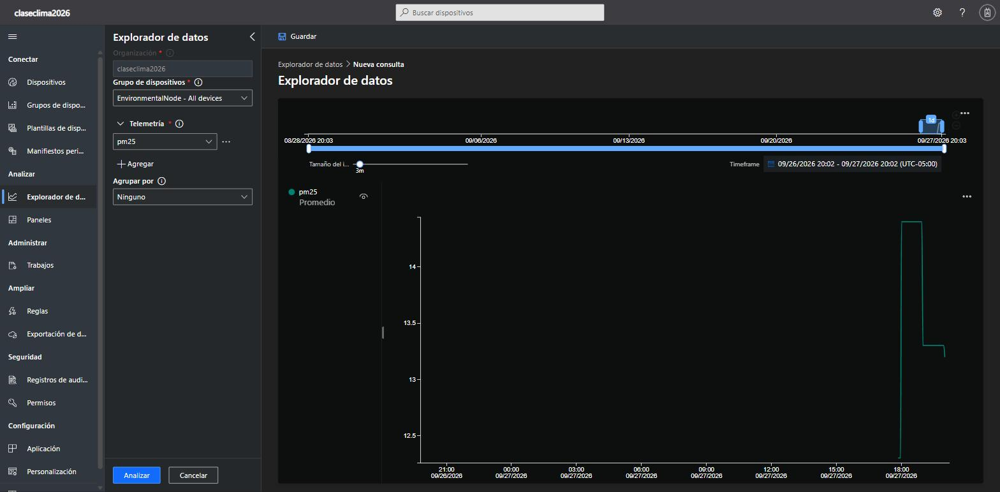 claseclima2026
Buscar dispositivos
?
Conectar
Dispositivos
Grupos de dispo...
Plantillas de disp...
Manifiestos peri...
Analizar
Explorador de d...
Paneles
Administrar
Trabajos
Ampliar
Reglas
Exportación de d...
Seguridad
Registros de audi...
Permisos
Configuración
Aplicación
Personalización
Explorador de datos
Organización *
claseclima2026
Grupo de dispositivos *
EnvironmentalNode - All devices
Telemetría *
pm25
Agregar
Agrupar por
Ninguno
Analizar
Cancelar
Guardar
Explorador de datos > Nueva consulta
Explorador de datos
1d
08/28/2026 20:03
09/06/2026
09/13/2026
09/20/2026
09/27/2026 20:03
Tamaño del i...
3m
Timeframe
09/26/2026 20:02 - 09/27/2026 20:02 (UTC-05:00)
pm25
Promedio
14
13.5
13
12.5
21:00
09/26/2026
00:00
09/27/2026
03:00
09/27/2026
06:00
09/27/2026
09:00
09/27/2026
12:00
09/27/2026
15:00
09/27/2026
18:00
09/27/2026